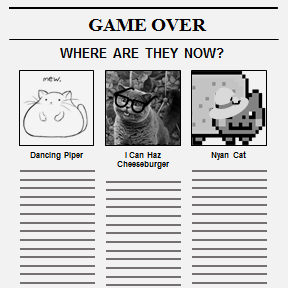 GAME OVER
WHERE ARE THEY NOW?
mew.
Dancing Piper
I Can Haz
Cheeseburger
Nyan Cat